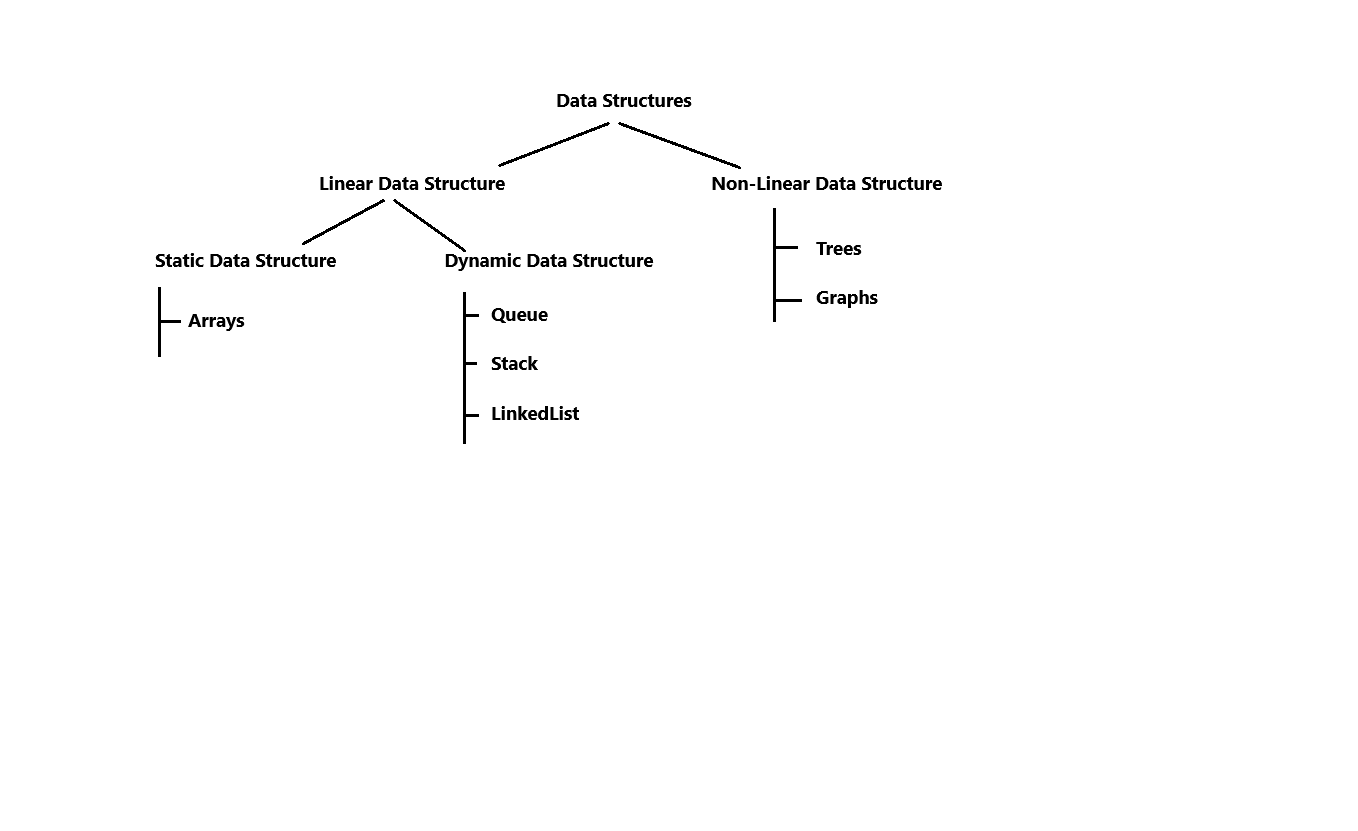 Data Structures
Linear Data Structure
Non-Linear Data Structure
Static Data Structure
Dynamic Data Structure
Arrays
Queue
Stack
LinkedList
Trees
Graphs